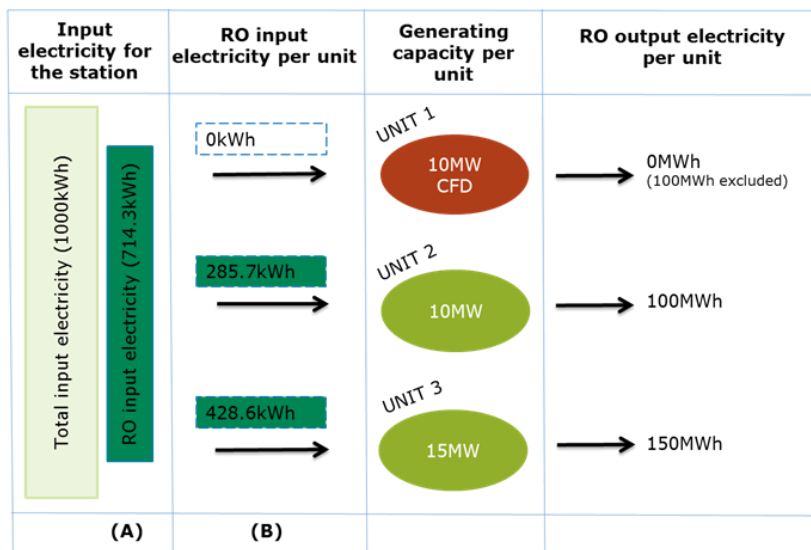 Input
electricity for
the station
RO input
electricity per unit
Generating
capacity per
unit
RO output electricity
per unit
Total input electricity (1000kWh)
RO input electricity (714.3kWh)
0kWh
UNIT 1
10MW
CFD
0MWh
(100MWh excluded)
285.7kWh
UNIT 2
10MW
100MWh
428.6kWh
UNIT 3
15MW
150MWh
(A)
(B)